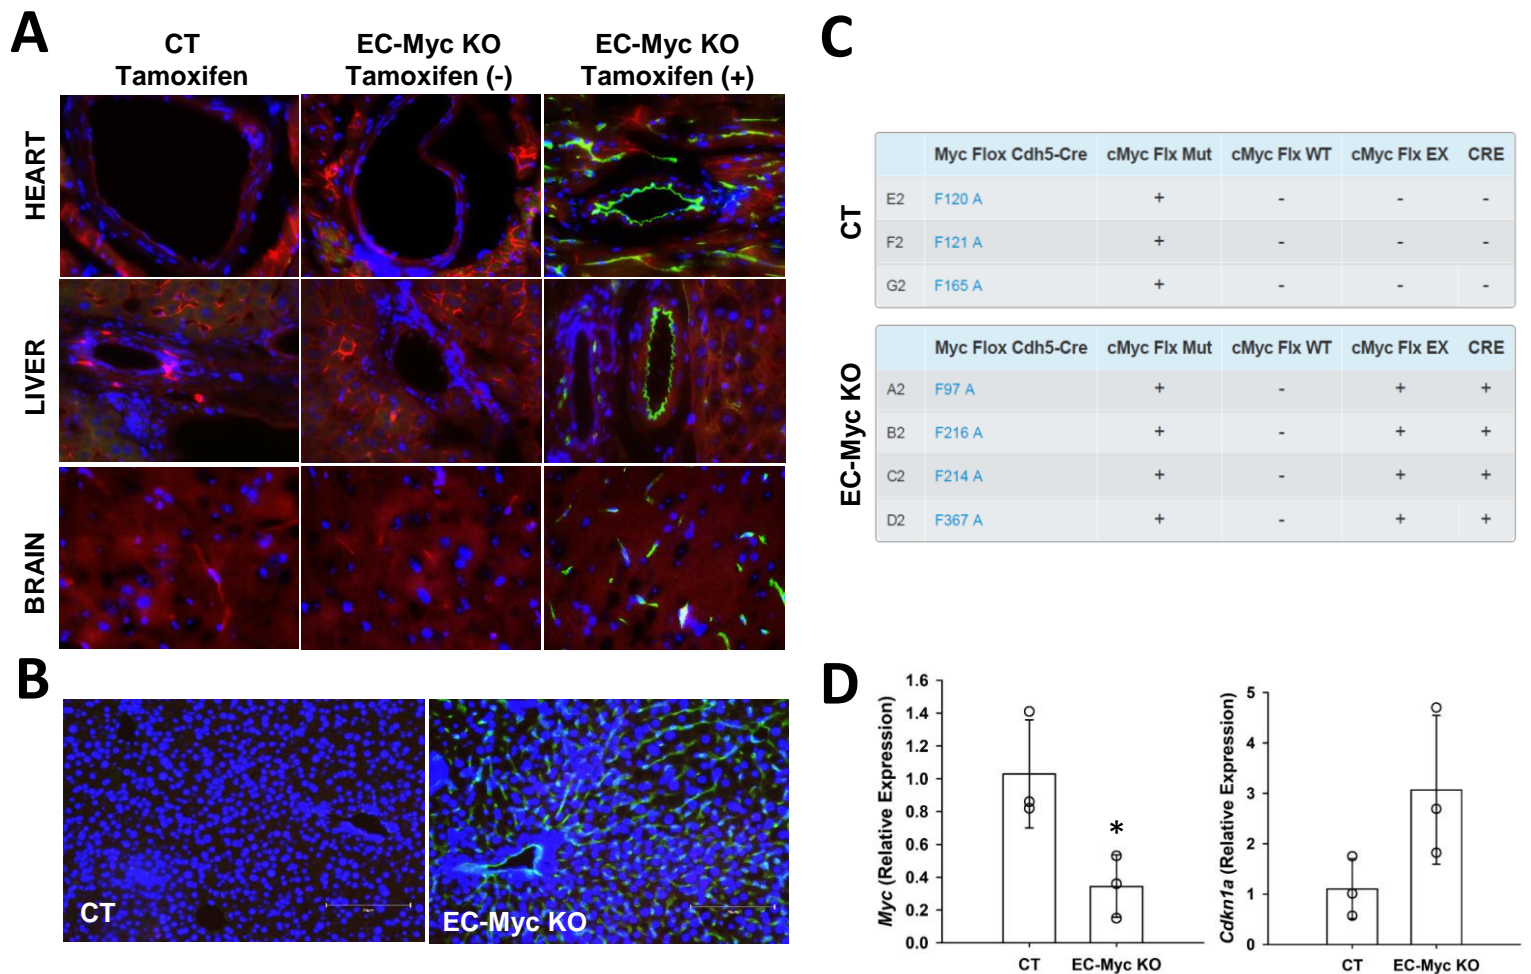 A
CT
Tamoxifen
EC-Myc KO
Tamoxifen (-)
EC-Myc KO
Tamoxifen (+)
HEART
LIVER
BRAIN
B
CT
EC-Myc KO
C
CT
Myc Flox Cdh5-Cre cMyc Flx Mut cMyc Flx WT cMyc Flx EX CRE
E2 F120 A + - - -
F2 F121 A + - - -
G2 F165 A + - - -
EC-Myc KO
Myc Flox Cdh5-Cre cMyc Flx Mut cMyc Flx WT cMyc Flx EX CRE
A2 F97 A + - + +
B2 F216 A + - + +
C2 F214 A + - + +
D2 F367 A + - + +
D
Myc (Relative Expression)
1.6
1.4
1.2
1.0
0.8
0.6
0.4
0.2
0.0
*
CT EC-Myc KO
Cdkn1a (Relative Expression)
5
4
3
2
1
0
CT EC-Myc KO